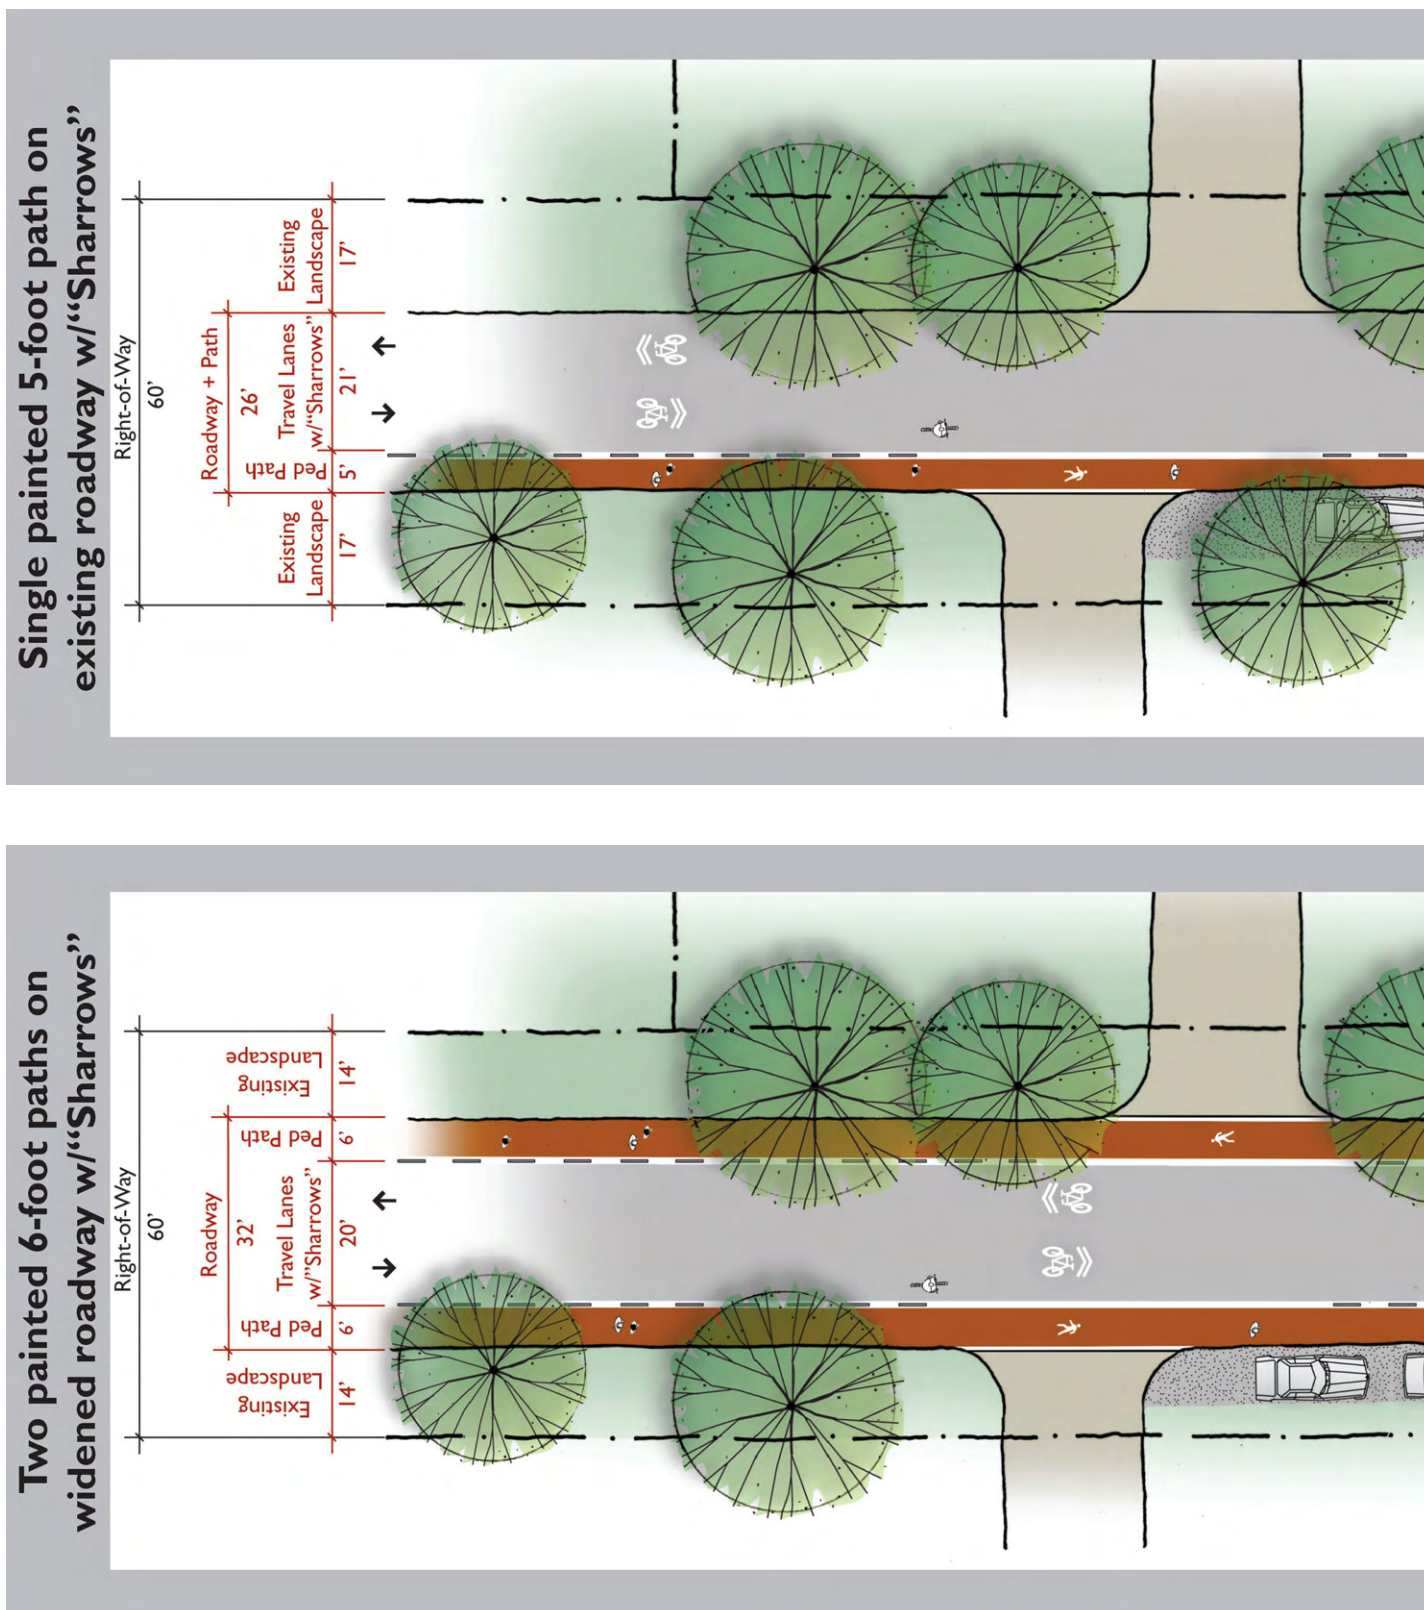 Single painted 5-foot path on
existing roadway w/“Sharrows”
Right-of-Way
60’
Roadway + Path
26’
Existing
Landscape
17’
Ped Path
5’
Travel Lanes
w/“Sharrows”
21’
Existing
Landscape
17’
Two painted 6-foot paths on
widened roadway w/“Sharrows”
Right-of-Way
60’
Roadway
32’
Existing
Landscape
14’
Ped Path
6’
Travel Lanes
w/”Sharrows”
20’
Ped Path
6’
Existing
Landscape
14’